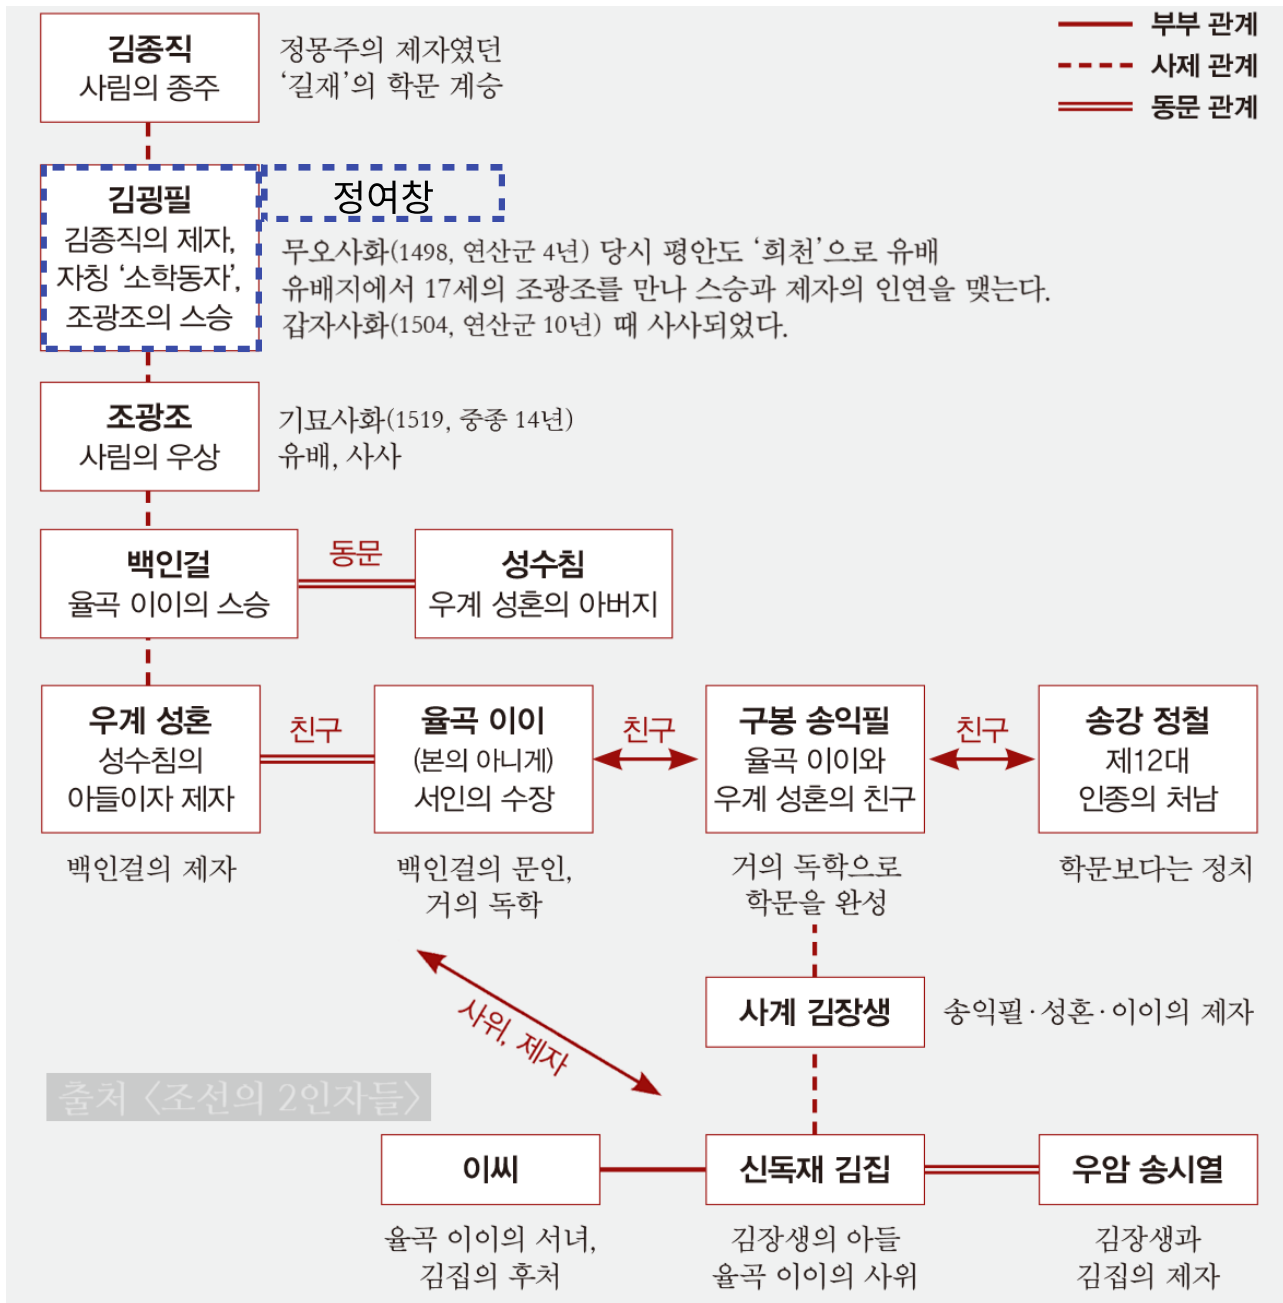 부부 관계
사제 관계
동문 관계
김종직
사림의 종주
정몽주의 제자였던
‘길재’의 학문 계승
김굉필
김종직의 제자,
자칭 ‘소학동자’,
조광조의 스승
정여창
무오사화(1498, 연산군 4년) 당시 평안도 ‘희천’으로 유배
유배지에서 17세의 조광조를 만나 스승과 제자의 인연을 맺는다.
갑자사화(1504, 연산군 10년) 때 사사되었다.
조광조
사림의 우상
기묘사화(1519, 중종 14년)
유배, 사사
백인걸
율곡 이이의 스승
동문
성수침
우계 성혼의 아버지
우계 성혼
성수침의
아들이자 제자
백인걸의 제자
친구
율곡 이이
(본의 아니게)
서인의 수장
백인걸의 문인,
거의 독학
친구
구봉 송익필
율곡 이이와
우계 성혼의 친구
거의 독학으로
학문을 완성
친구
송강 정철
제12대
인종의 처남
학문보다는 정치
사위, 제자
사계 김장생
송익필·성혼·이이의 제자
출처 〈조선의 2인자들〉
이씨
율곡 이이의 서녀,
김집의 후처
신독재 김집
김장생의 아들
율곡 이이의 사위
우암 송시열
김장생과
김집의 제자